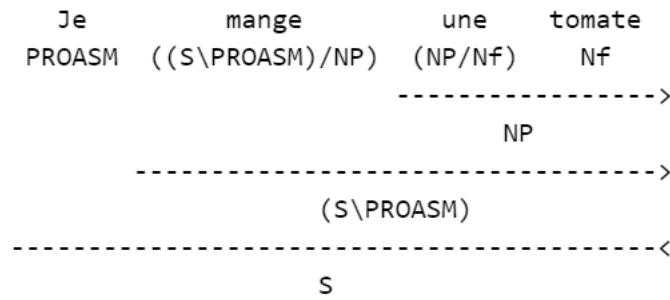 Je mange une tomate
PROASM ((S\PROASM)/NP) (NP/Nf) Nf
----------------->
NP
---------------------------------->
(S\PROASM)
------------------------------------------<
S